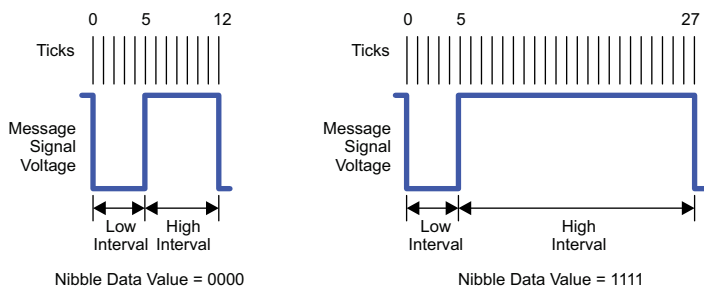 0 5 12
Ticks
Message
Signal
Voltage
Low
Interval
High
Interval
Nibble Data Value = 0000
0 5 27
Ticks
Message
Signal
Voltage
Low
Interval
High
Interval
Nibble Data Value = 1111